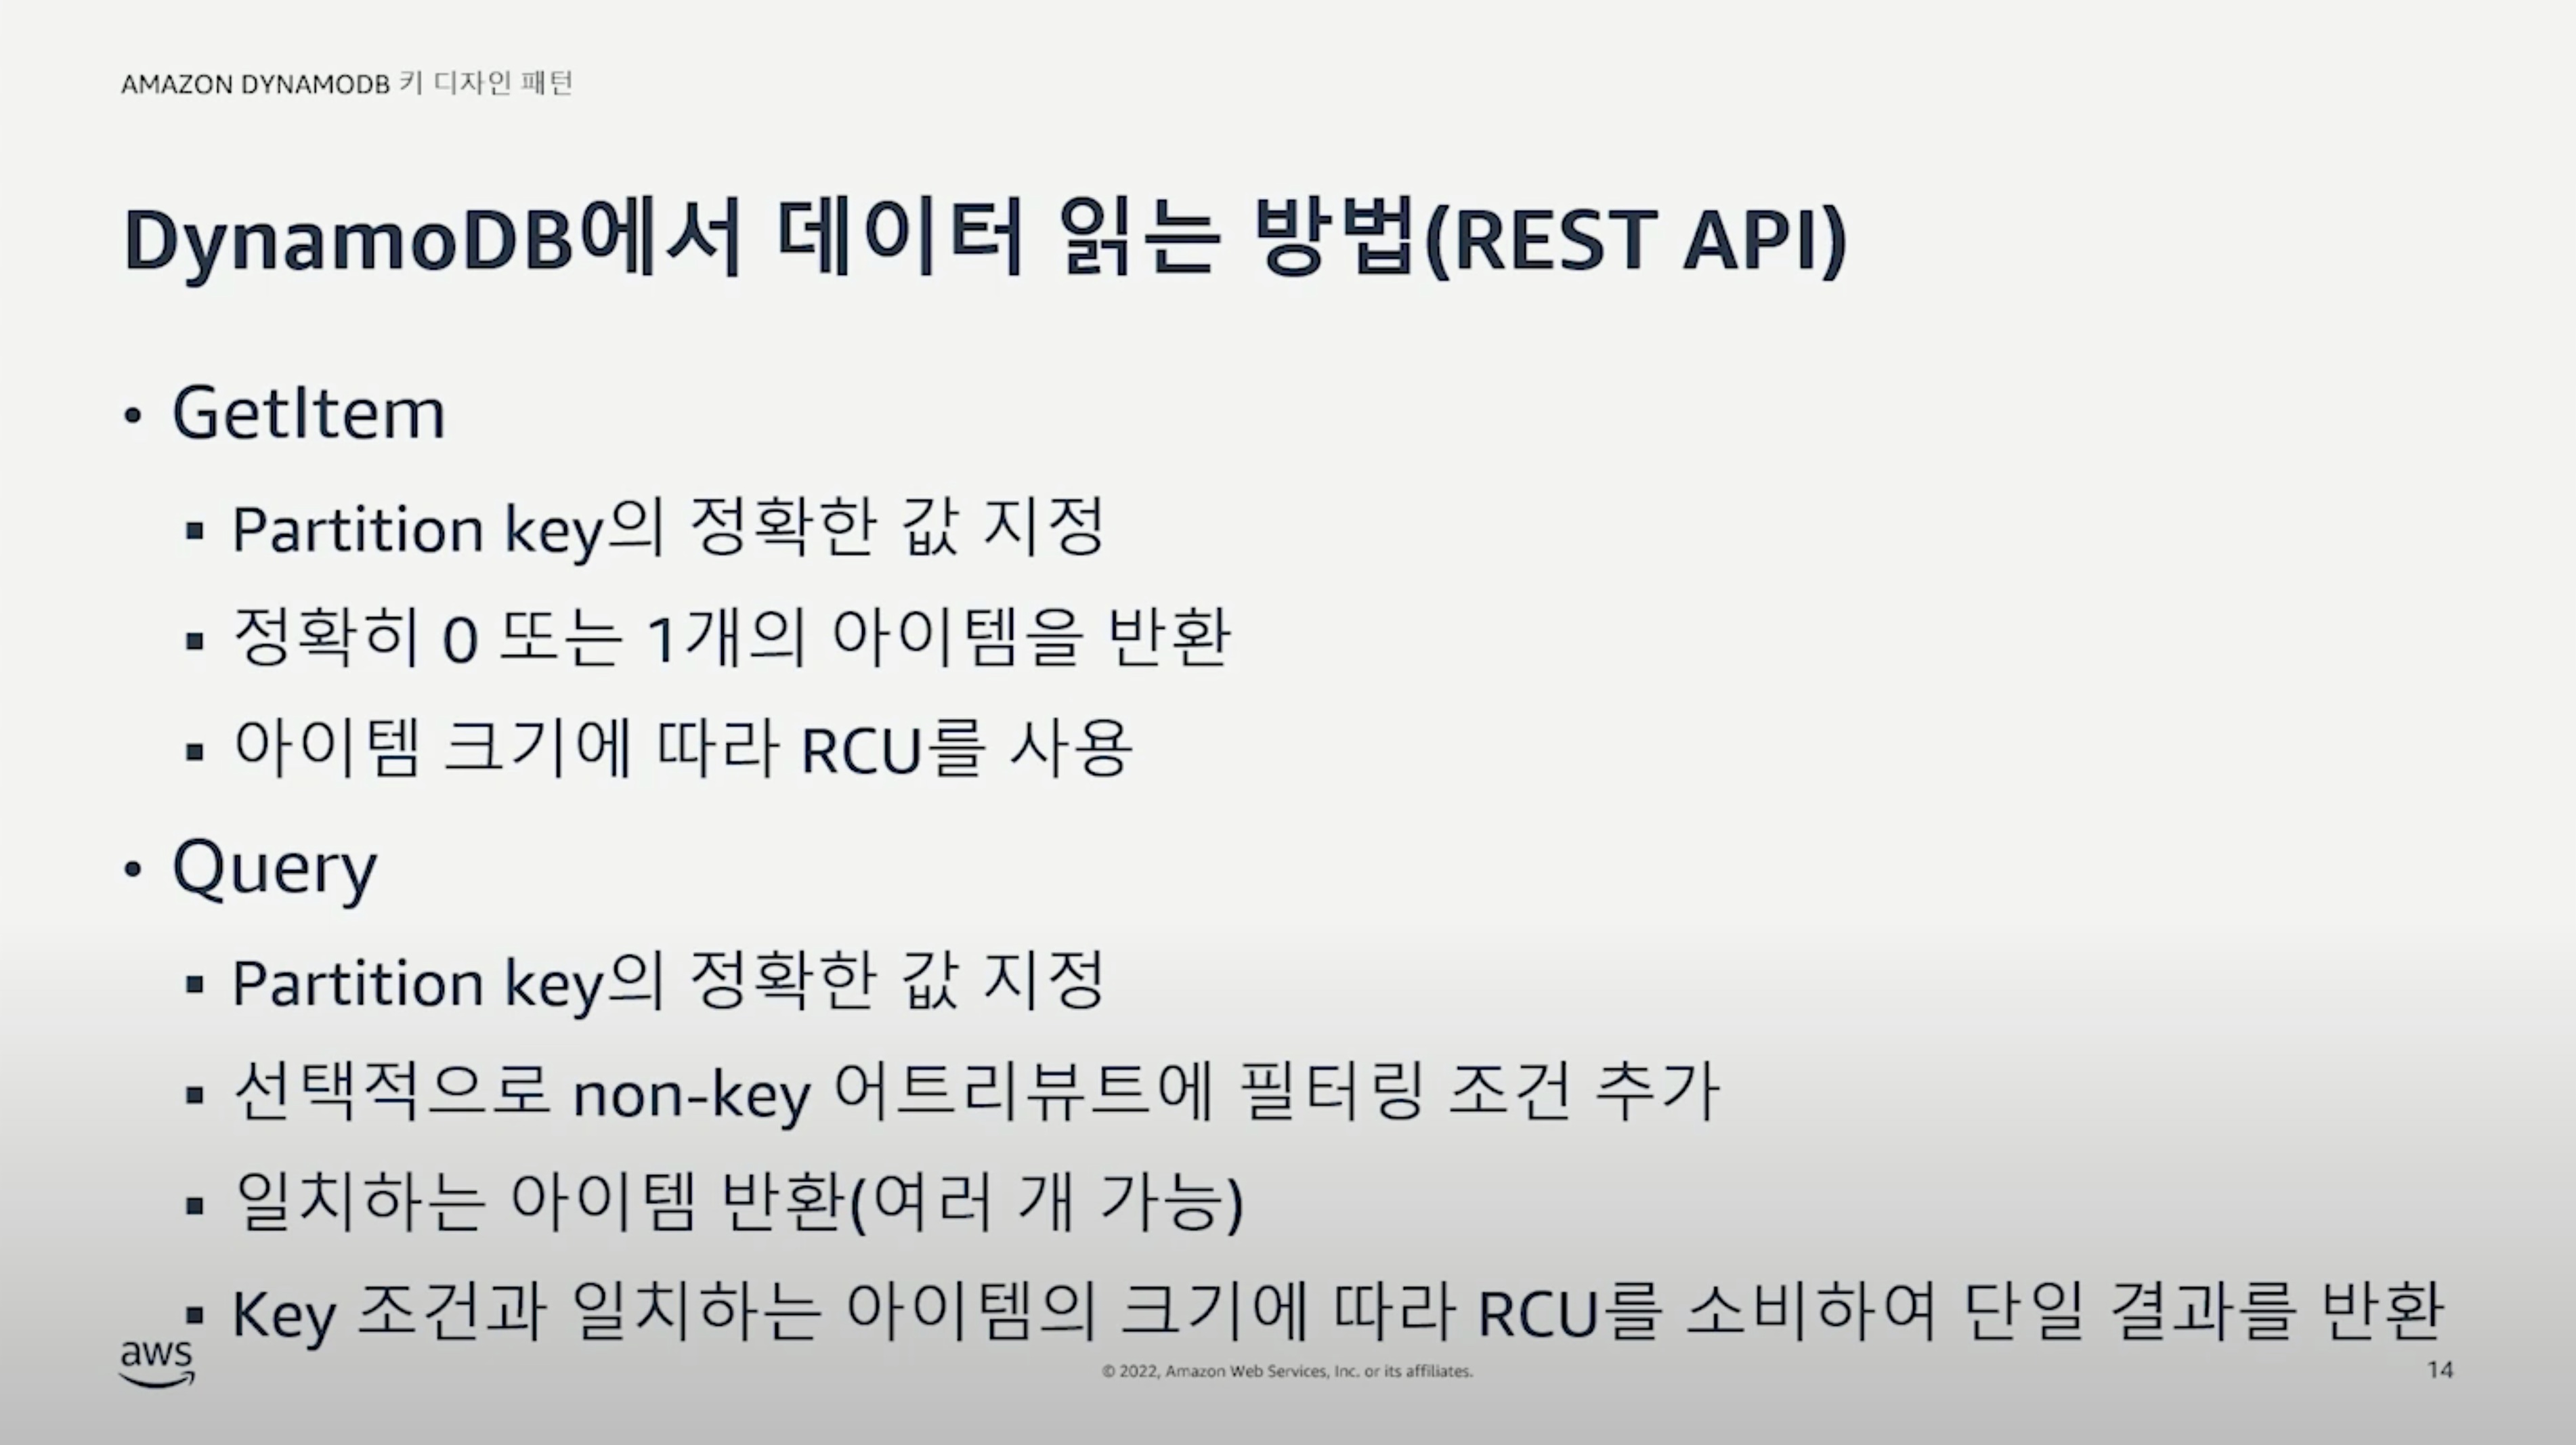 AMAZON DYNAMODB 키 디자인 패턴
DynamoDB에서 데이터 읽는 방법(REST API)
• GetItem
▪ Partition key의 정확한 값 지정
▪ 정확히 0 또는 1개의 아이템을 반환
▪ 아이템 크기에 따라 RCU를 사용
• Query
▪ Partition key의 정확한 값 지정
▪ 선택적으로 non-key 어트리뷰트에 필터링 조건 추가
▪ 일치하는 아이템 반환(여러 개 가능)
▪ Key 조건과 일치하는 아이템의 크기에 따라 RCU를 소비하여 단일 결과를 반환
aws
© 2022, Amazon Web Services, Inc. or its affiliates.
14